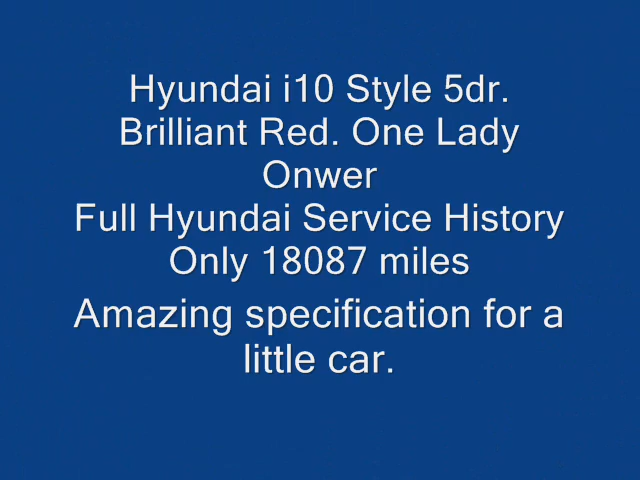 Hyundai i10 Style 5dr.
Brilliant Red. One Lady
Onwer
Full Hyundai Service History
Only 18087 miles
Amazing specification for a
little car.